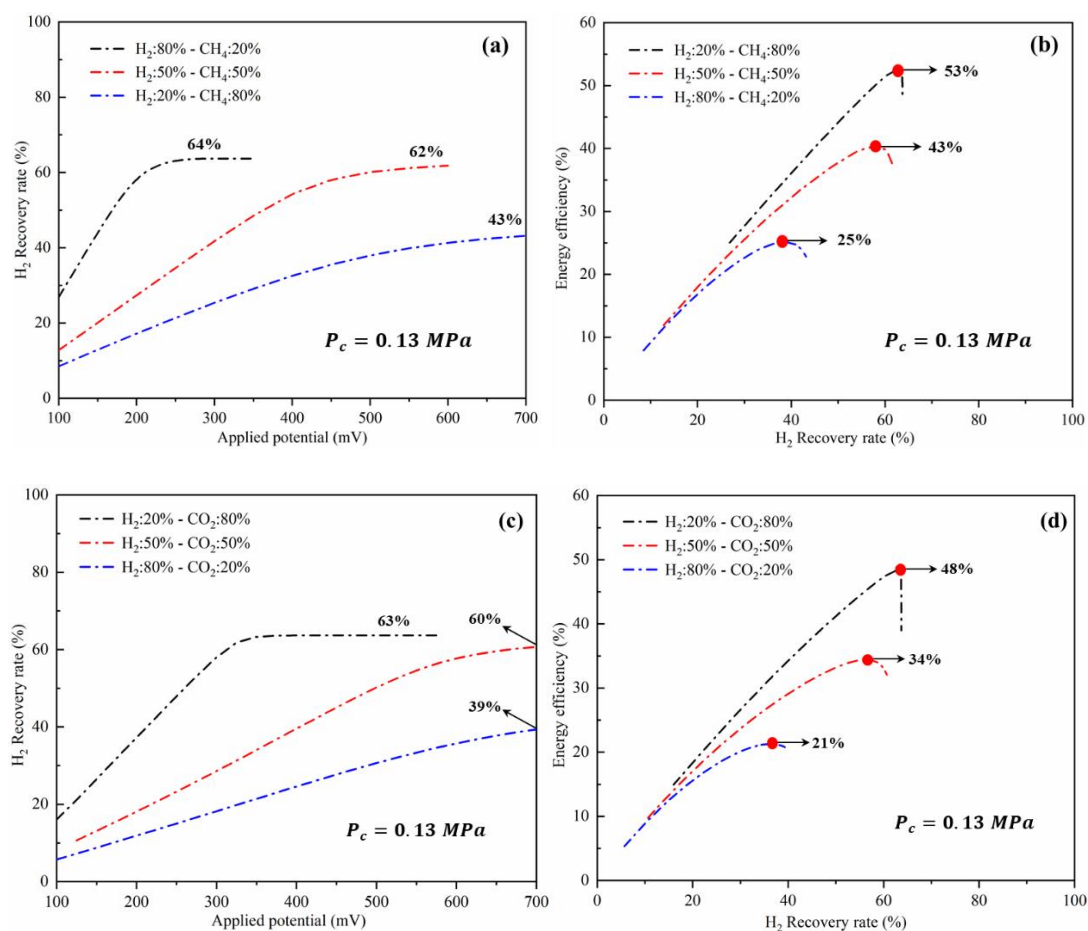 (a)
H₂:80% - CH₄:20%
H₂:50% - CH₄:50%
H₂:20% - CH₄:80%
64%
62%
43%
P_c = 0.13 MPa
H₂ Recovery rate (%)
100
80
60
40
20
0
100 200 300 400 500 600 700
Applied potential (mV)
(b)
H₂:20% - CH₄:80%
H₂:50% - CH₄:50%
H₂:80% - CH₄:20%
53%
43%
25%
P_c = 0.13 MPa
Energy efficiency (%)
60
50
40
30
20
10
0
0 20 40 60 80 100
H₂ Recovery rate (%)
(c)
H₂:20% - CO₂:80%
H₂:50% - CO₂:50%
H₂:80% - CO₂:20%
63%
60%
39%
P_c = 0.13 MPa
H₂ Recovery rate (%)
100
80
60
40
20
0
100 200 300 400 500 600 700
Applied potential (mV)
(d)
H₂:20% - CO₂:80%
H₂:50% - CO₂:50%
H₂:80% - CO₂:20%
48%
34%
21%
P_c = 0.13 MPa
Energy efficiency (%)
60
50
40
30
20
10
0
0 20 40 60 80 100
H₂ Recovery rate (%)